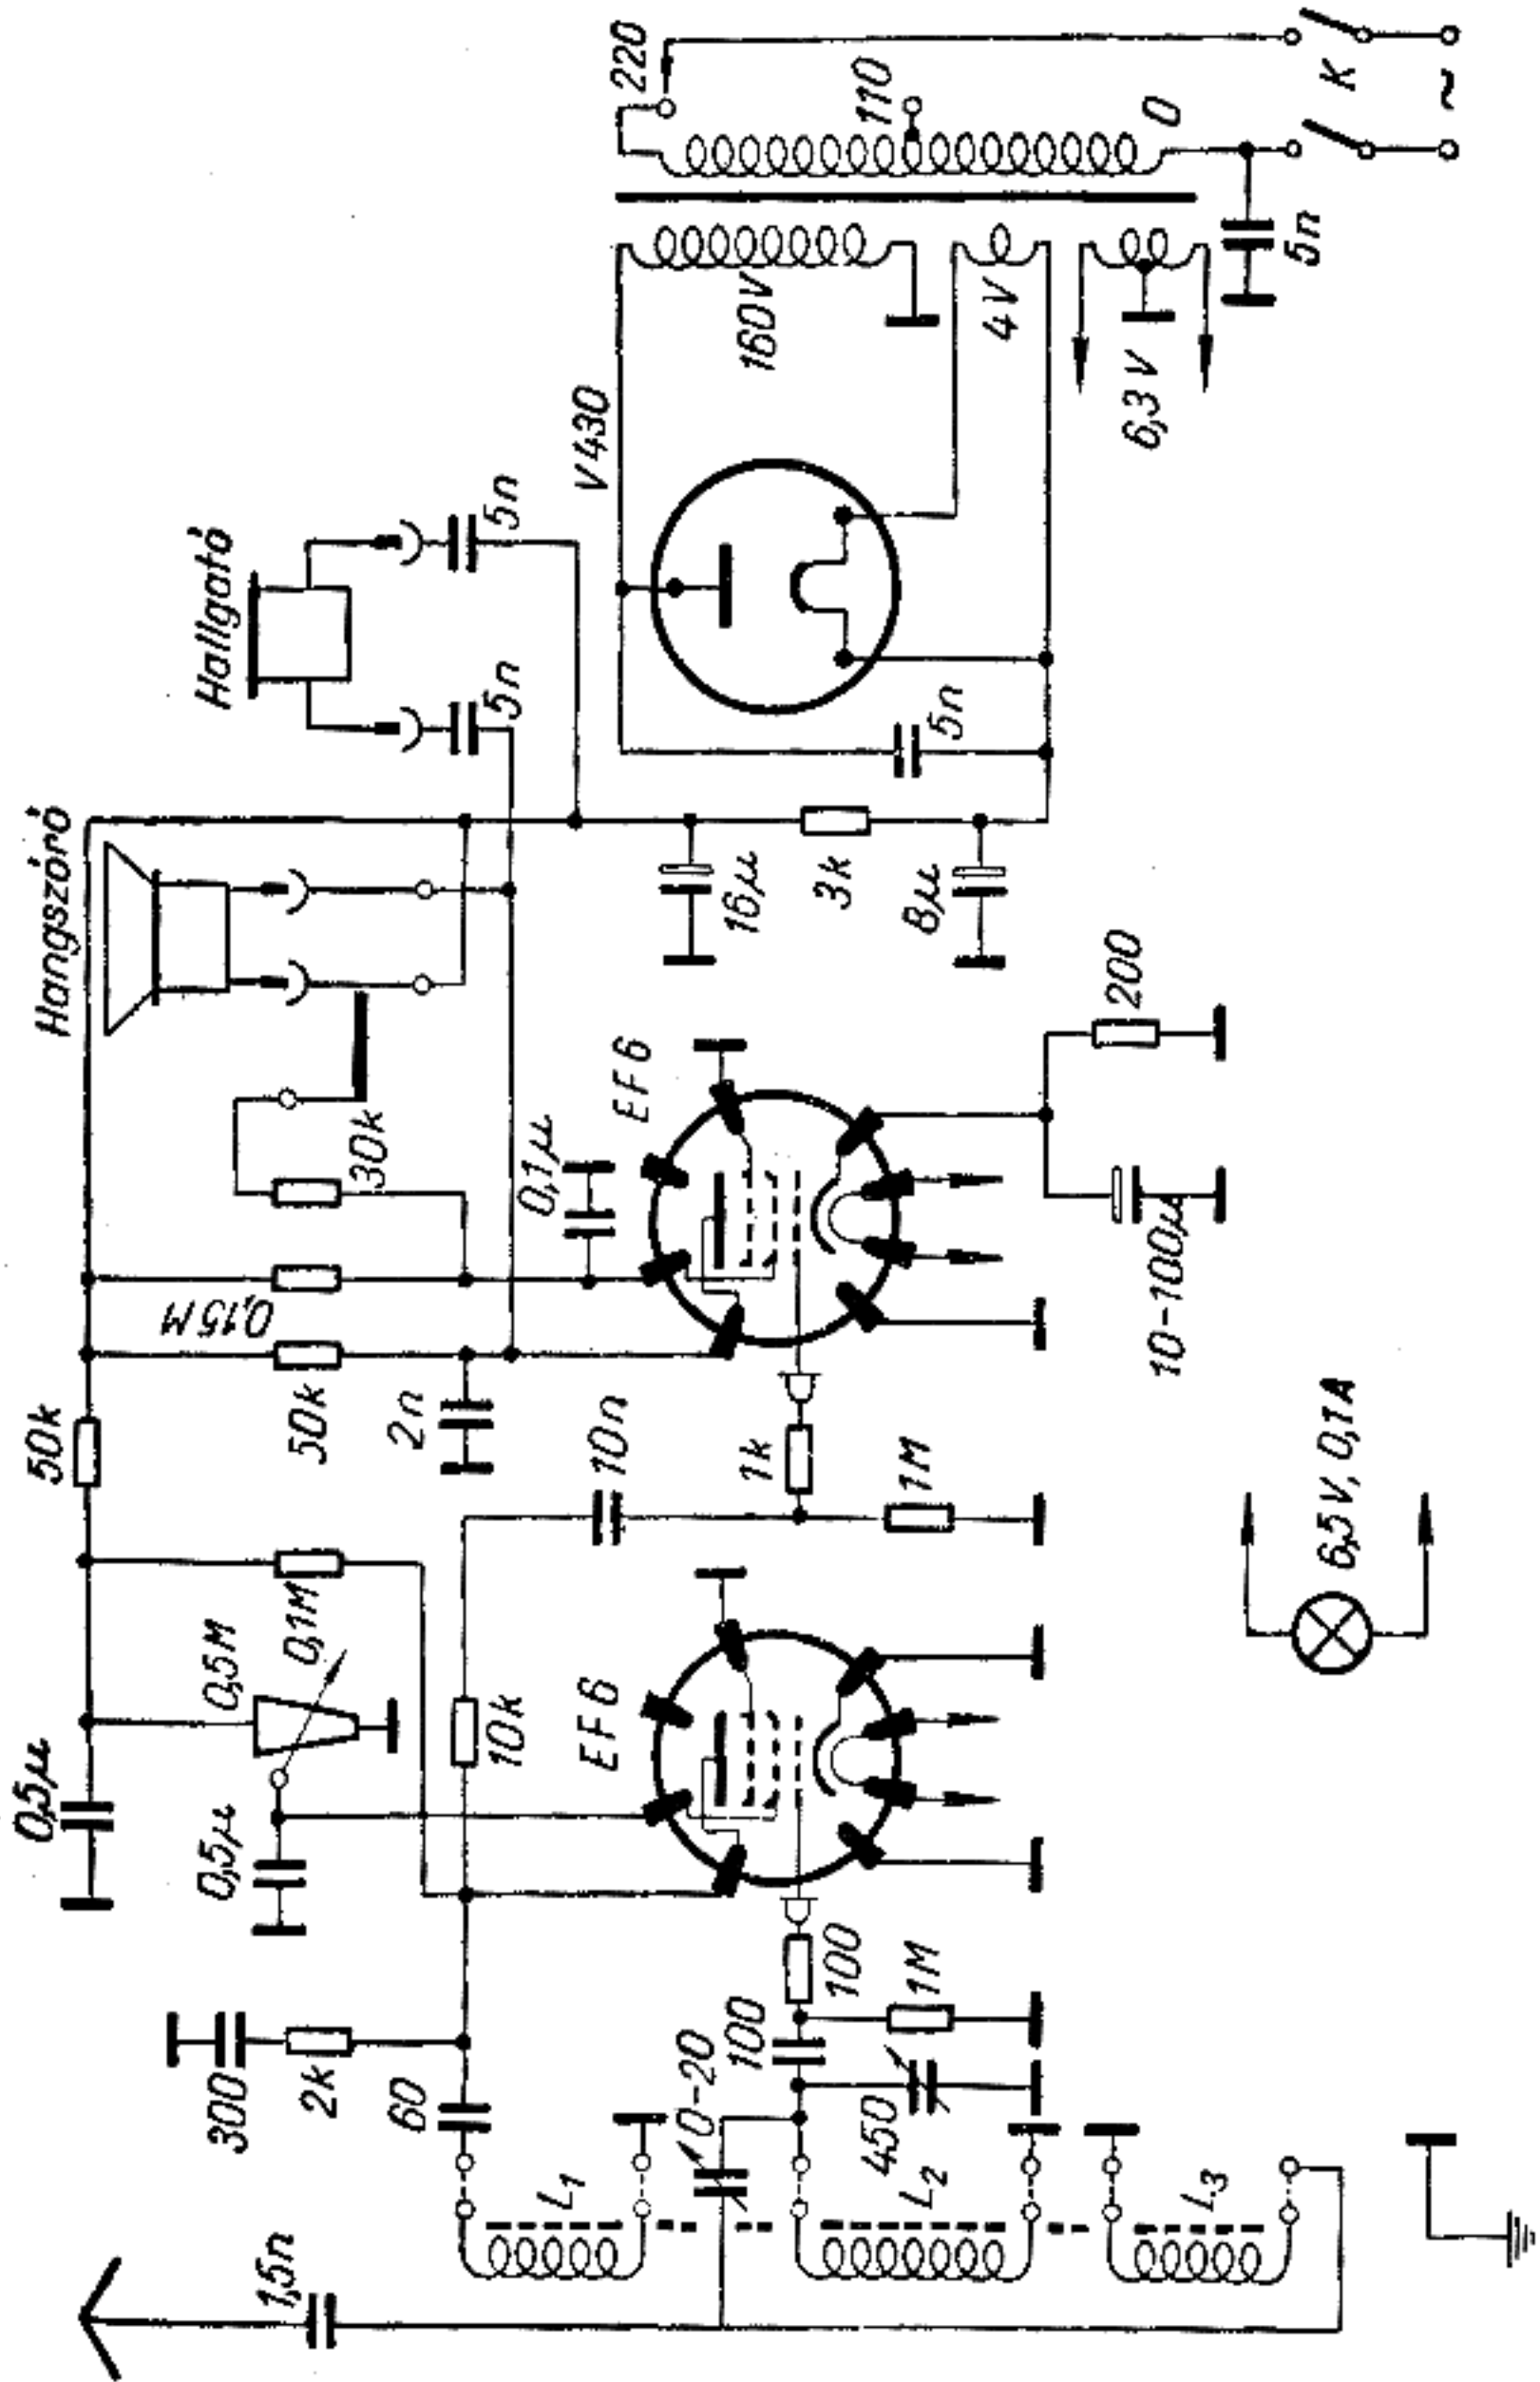 1,5n
300
2k
60
L1
0-20
100
450
L2
L3
100
1M
0,5μ
0,5μ
0,5M
0,1M
10k
EF6
50k
50k
0,15M
2n
10n
1k
1M
30k
0,1μ
EF6
200
10-100μ
6,5V, 0,1A
Hangszóró
Hallgató
5n
5n
16μ
3k
8μ
5n
V430
160V
4V
6,3V
220
110
0
5n
K
~